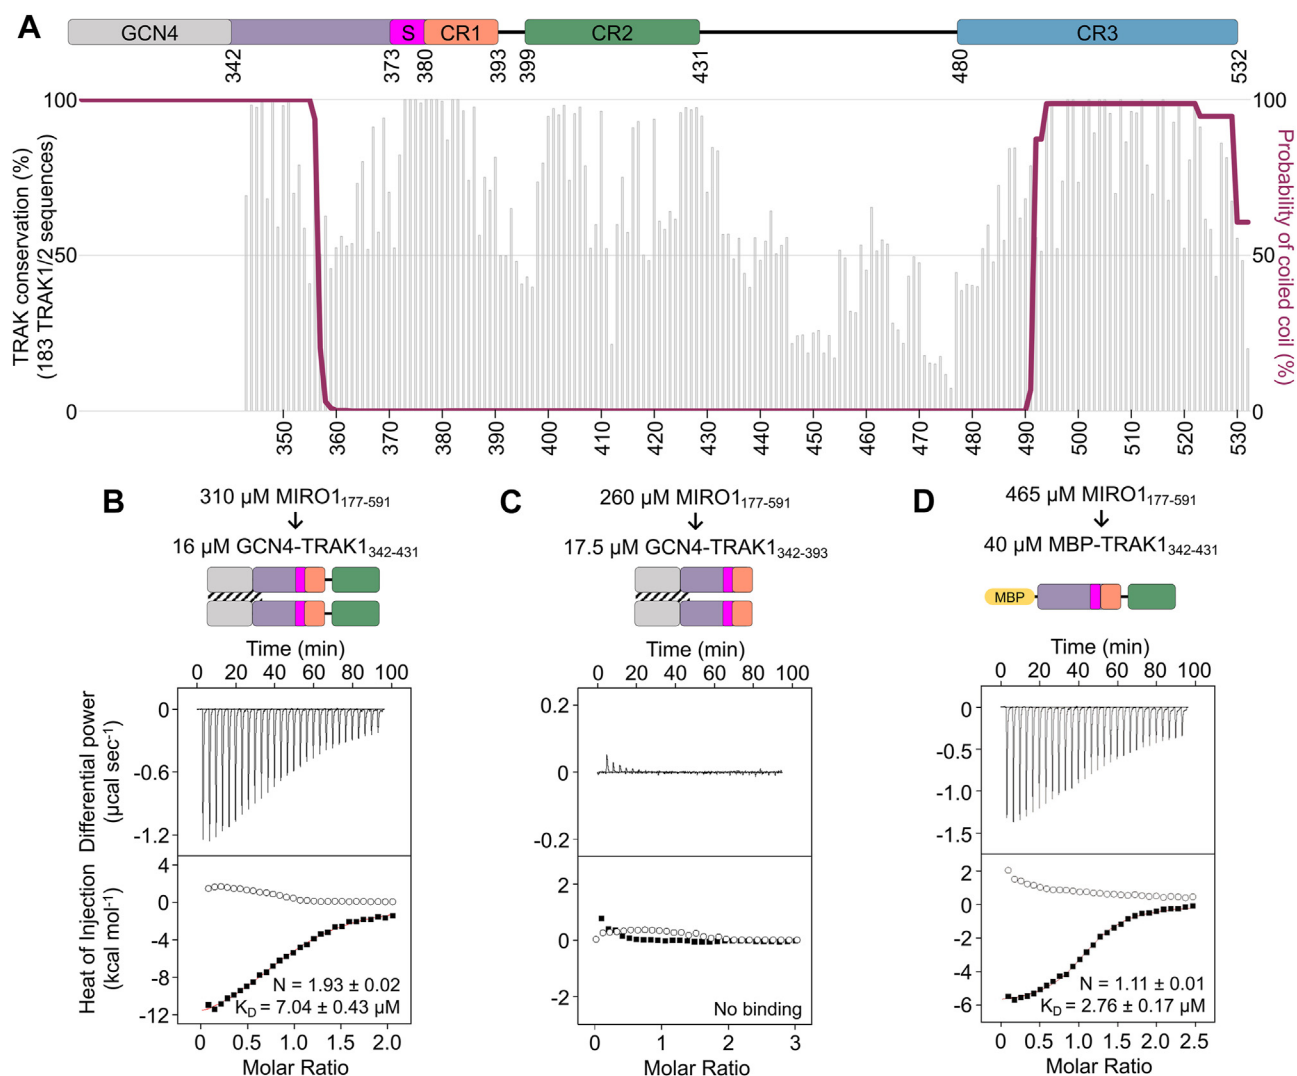 A
GCN4 S CR1 CR2 CR3
342 373 380 393 399 431 480 532
TRAK conservation (%)
(183 TRAK1/2 sequences)
100 100
50 50
0 0
Probability of coiled coil (%)
350 360 370 380 390 400 410 420 430 440 450 460 470 480 490 500 510 520 530
B
310 µM MIRO1177-591
16 µM GCN4-TRAK1342-431
Time (min)
0 20 40 60 80 100
Differential power
(µcal sec-1)
0
-0.6
-1.2
Heat of Injection
(kcal mol-1)
4
0
-4
-8
-12
N = 1.93 ± 0.02
KD = 7.04 ± 0.43 µM
0 0.5 1.0 1.5 2.0
Molar Ratio
C
260 µM MIRO1177-591
17.5 µM GCN4-TRAK1342-393
Time (min)
0 20 40 60 80 100
0.2
0
-0.2
2
0
-2
No binding
0 1 2 3
Molar Ratio
D
465 µM MIRO1177-591
40 µM MBP-TRAK1342-431
MBP
Time (min)
0 20 40 60 80 100
0
-0.5
-1.0
-1.5
2
0
-2
-4
-6
N = 1.11 ± 0.01
KD = 2.76 ± 0.17 µM
0 0.5 1.0 1.5 2.0 2.5
Molar Ratio